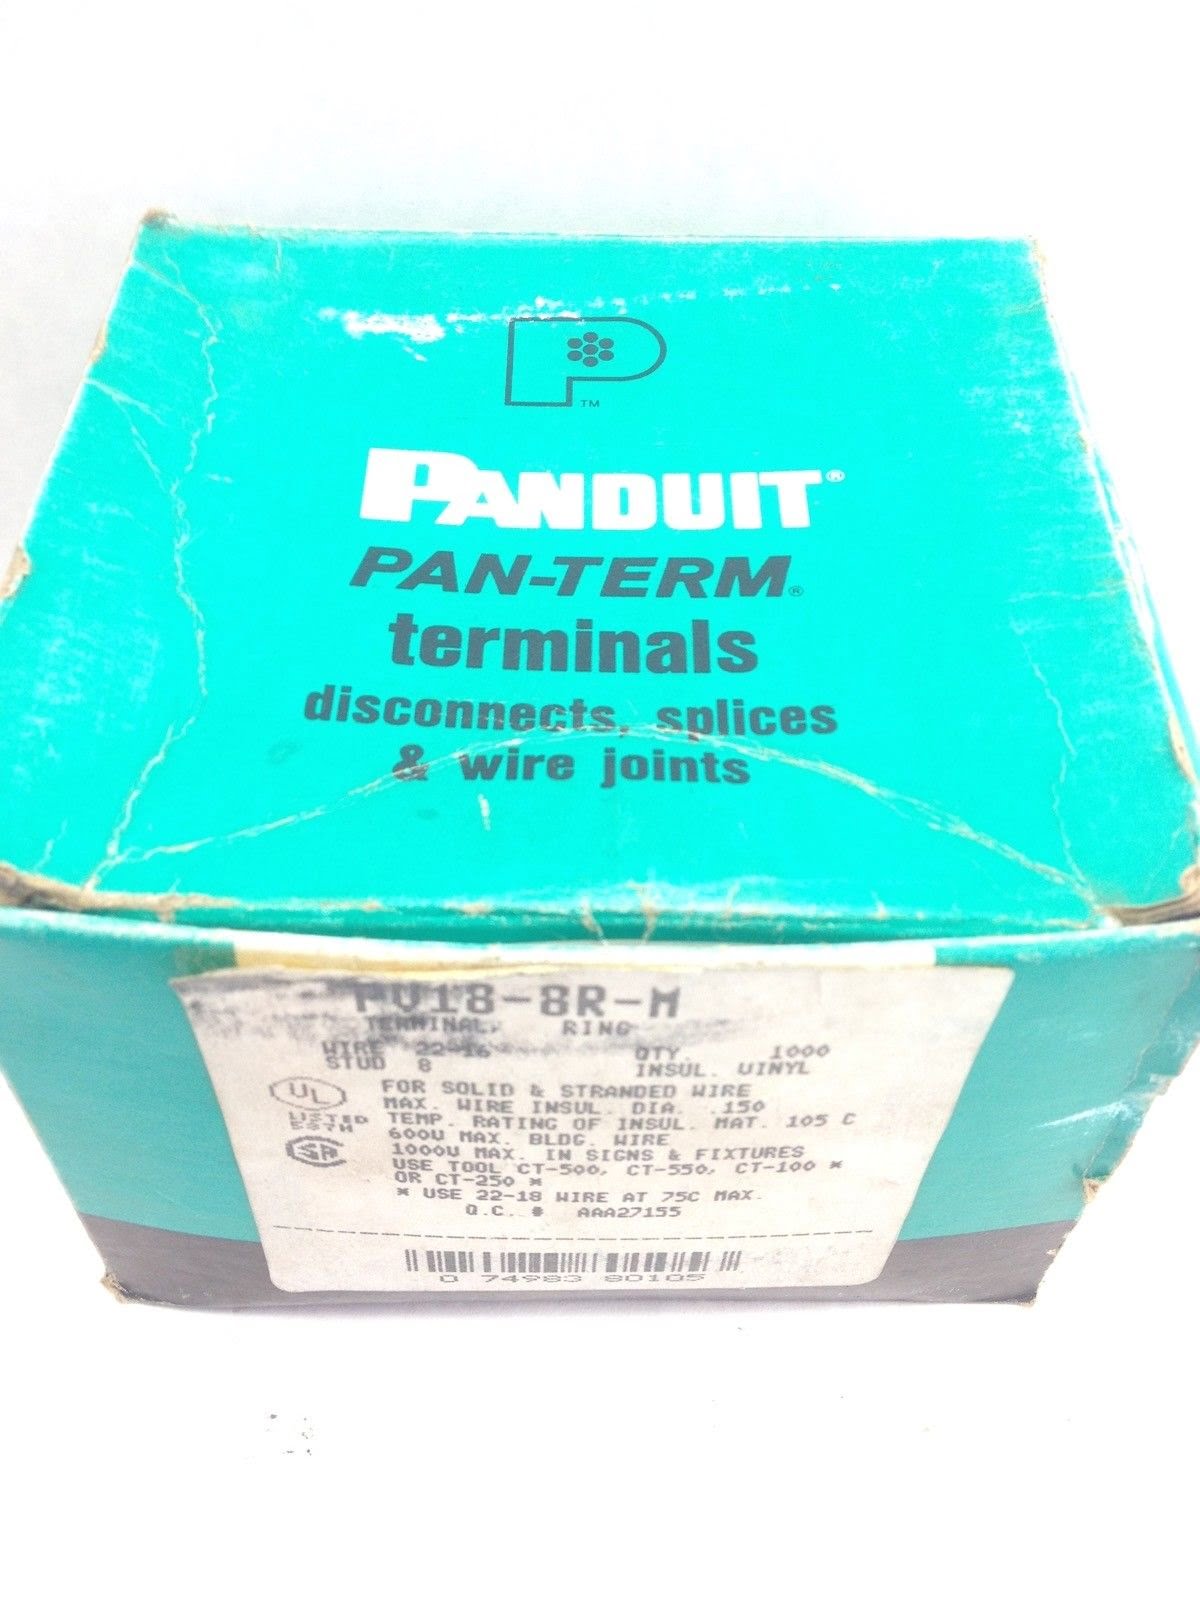 P
TM
PANDUIT®
PAN-TERM®
terminals
disconnects, splices
& wire joints
PV18-8R-M
TERMINAL, RING
WIRE 22-16 QTY. 1000
STUD 8 INSUL. VINYL
UL FOR SOLID & STRANDED WIRE
MAX. WIRE INSUL. DIA. .150
LISTED TEMP. RATING OF INSUL. MAT. 105 C
600V MAX. BLDG. WIRE
1000V MAX. IN SIGNS & FIXTURES
USE TOOL CT-500, CT-550, CT-100 *
OR CT-250 *
* USE 22-18 WIRE AT 75C MAX.
Q.C. # AAA27155
0 74983 80105